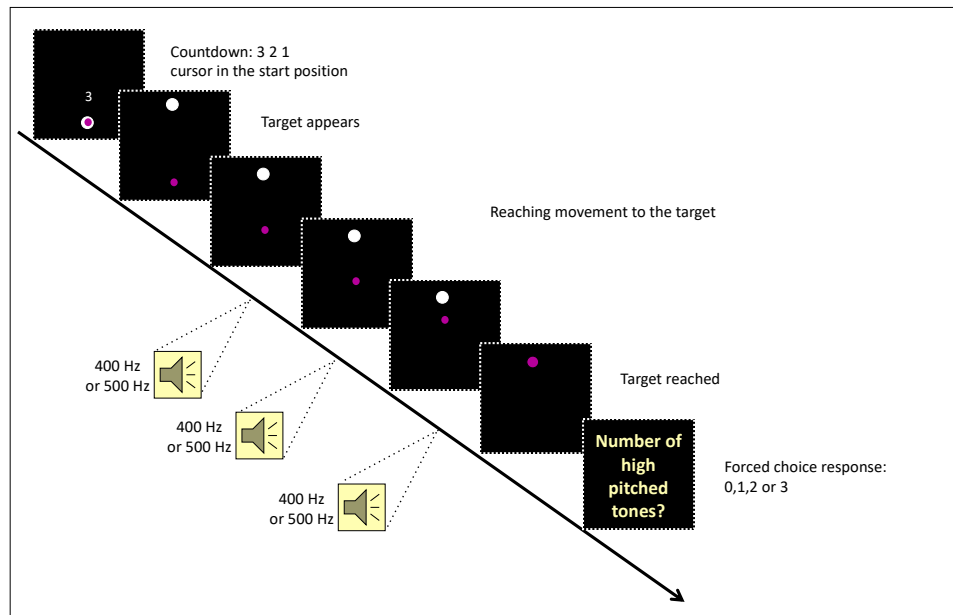 Countdown: 3 2 1
cursor in the start position
3
Target appears
Reaching movement to the target
400 Hz
or 500 Hz
400 Hz
or 500 Hz
400 Hz
or 500 Hz
Target reached
Number of
high
pitched
tones?
Forced choice response:
0,1,2 or 3